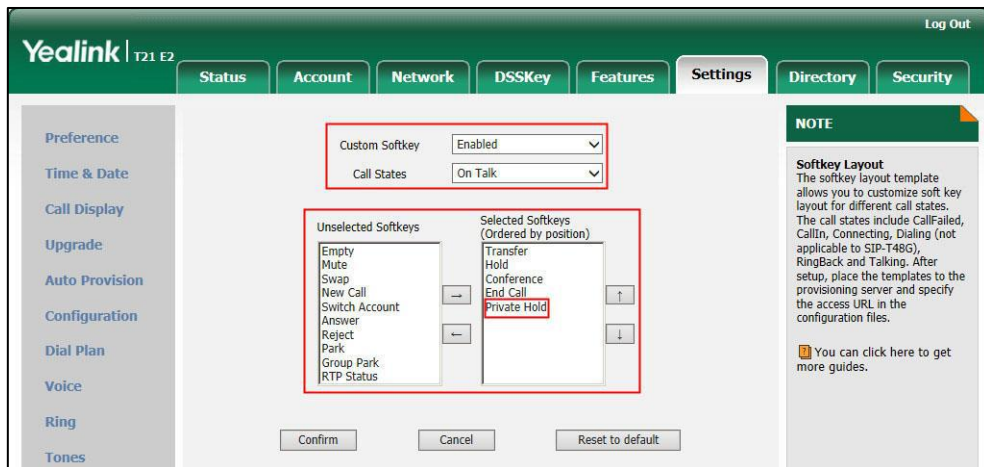 Log Out
Yealink | T21 E2
Status Account Network DSSKey Features Settings Directory Security
Preference
Time & Date
Call Display
Upgrade
Auto Provision
Configuration
Dial Plan
Voice
Ring
Tones
Custom Softkey Enabled
Call States On Talk
Unselected Softkeys
Empty
Mute
Swap
New Call
Switch Account
Answer
Reject
Park
Group Park
RTP Status
→
←
Selected Softkeys
(Ordered by position)
Transfer
Hold
Conference
End Call
Private Hold
↑
↓
Confirm Cancel Reset to default
NOTE
Softkey Layout
The softkey layout template
allows you to customize soft key
layout for different call states.
The call states include CallFailed,
CallIn, Connecting, Dialing (not
applicable to SIP-T48G),
RingBack and Talking. After
setup, place the templates to the
provisioning server and specify
the access URL in the
configuration files.
You can click here to get
more guides.